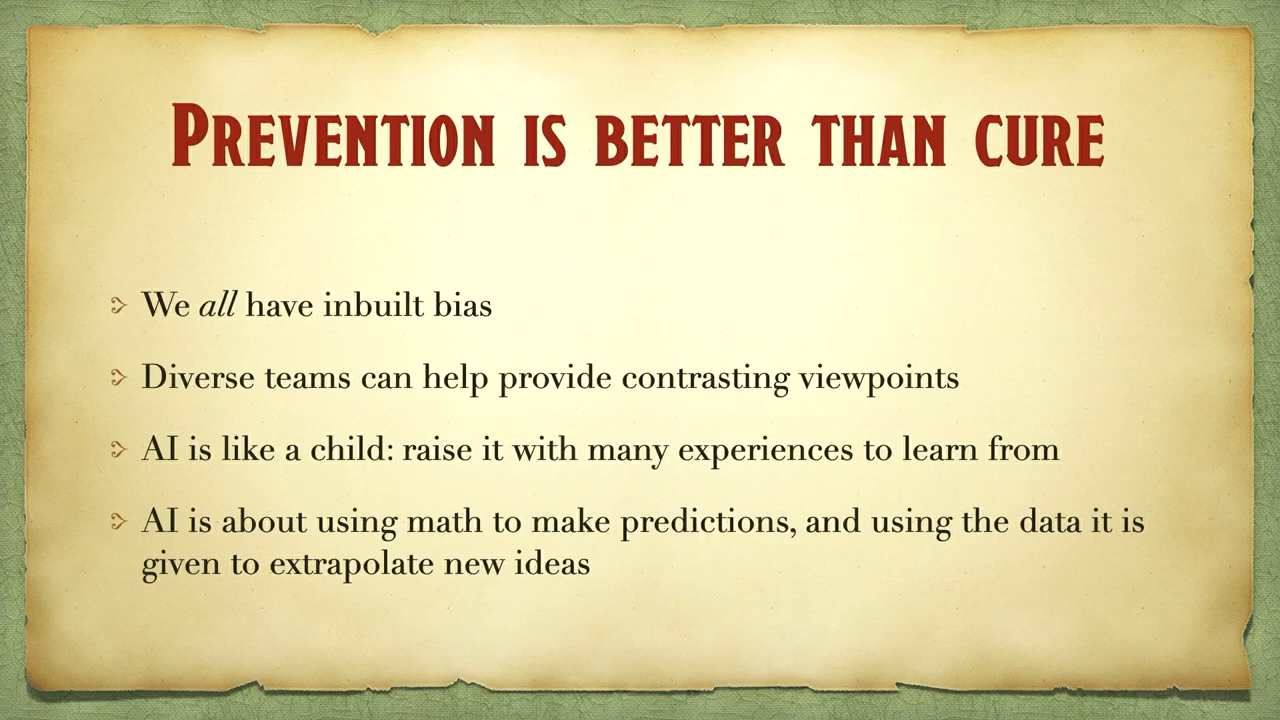 Prevention is better than cure
We all have inbuilt bias
Diverse teams can help provide contrasting viewpoints
AI is like a child: raise it with many experiences to learn from
AI is about using math to make predictions, and using the data it is
given to extrapolate new ideas